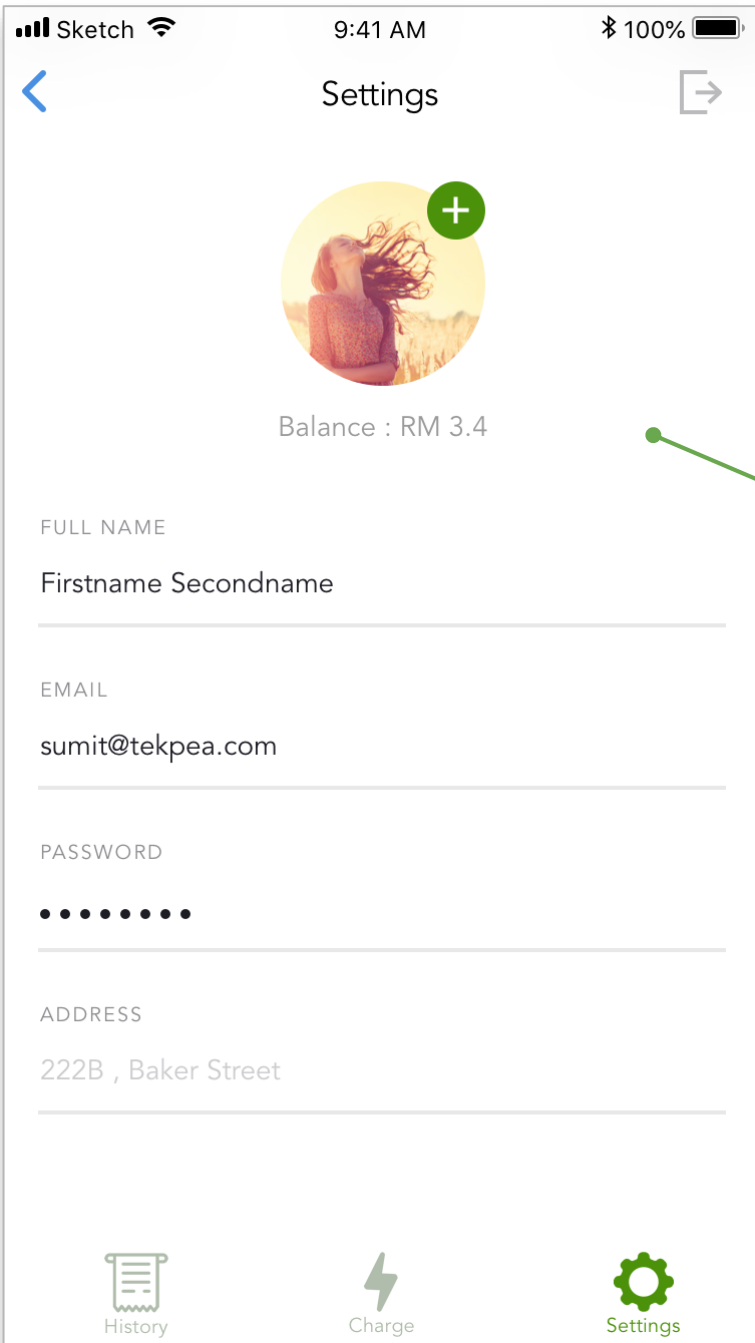 Sketch 9:41 AM 100%
Settings
Balance : RM 3.4
FULL NAME
Firstname Secondname
EMAIL
sumit@tekpea.com
PASSWORD
••••••••
ADDRESS
222B , Baker Street
History Charge Settings